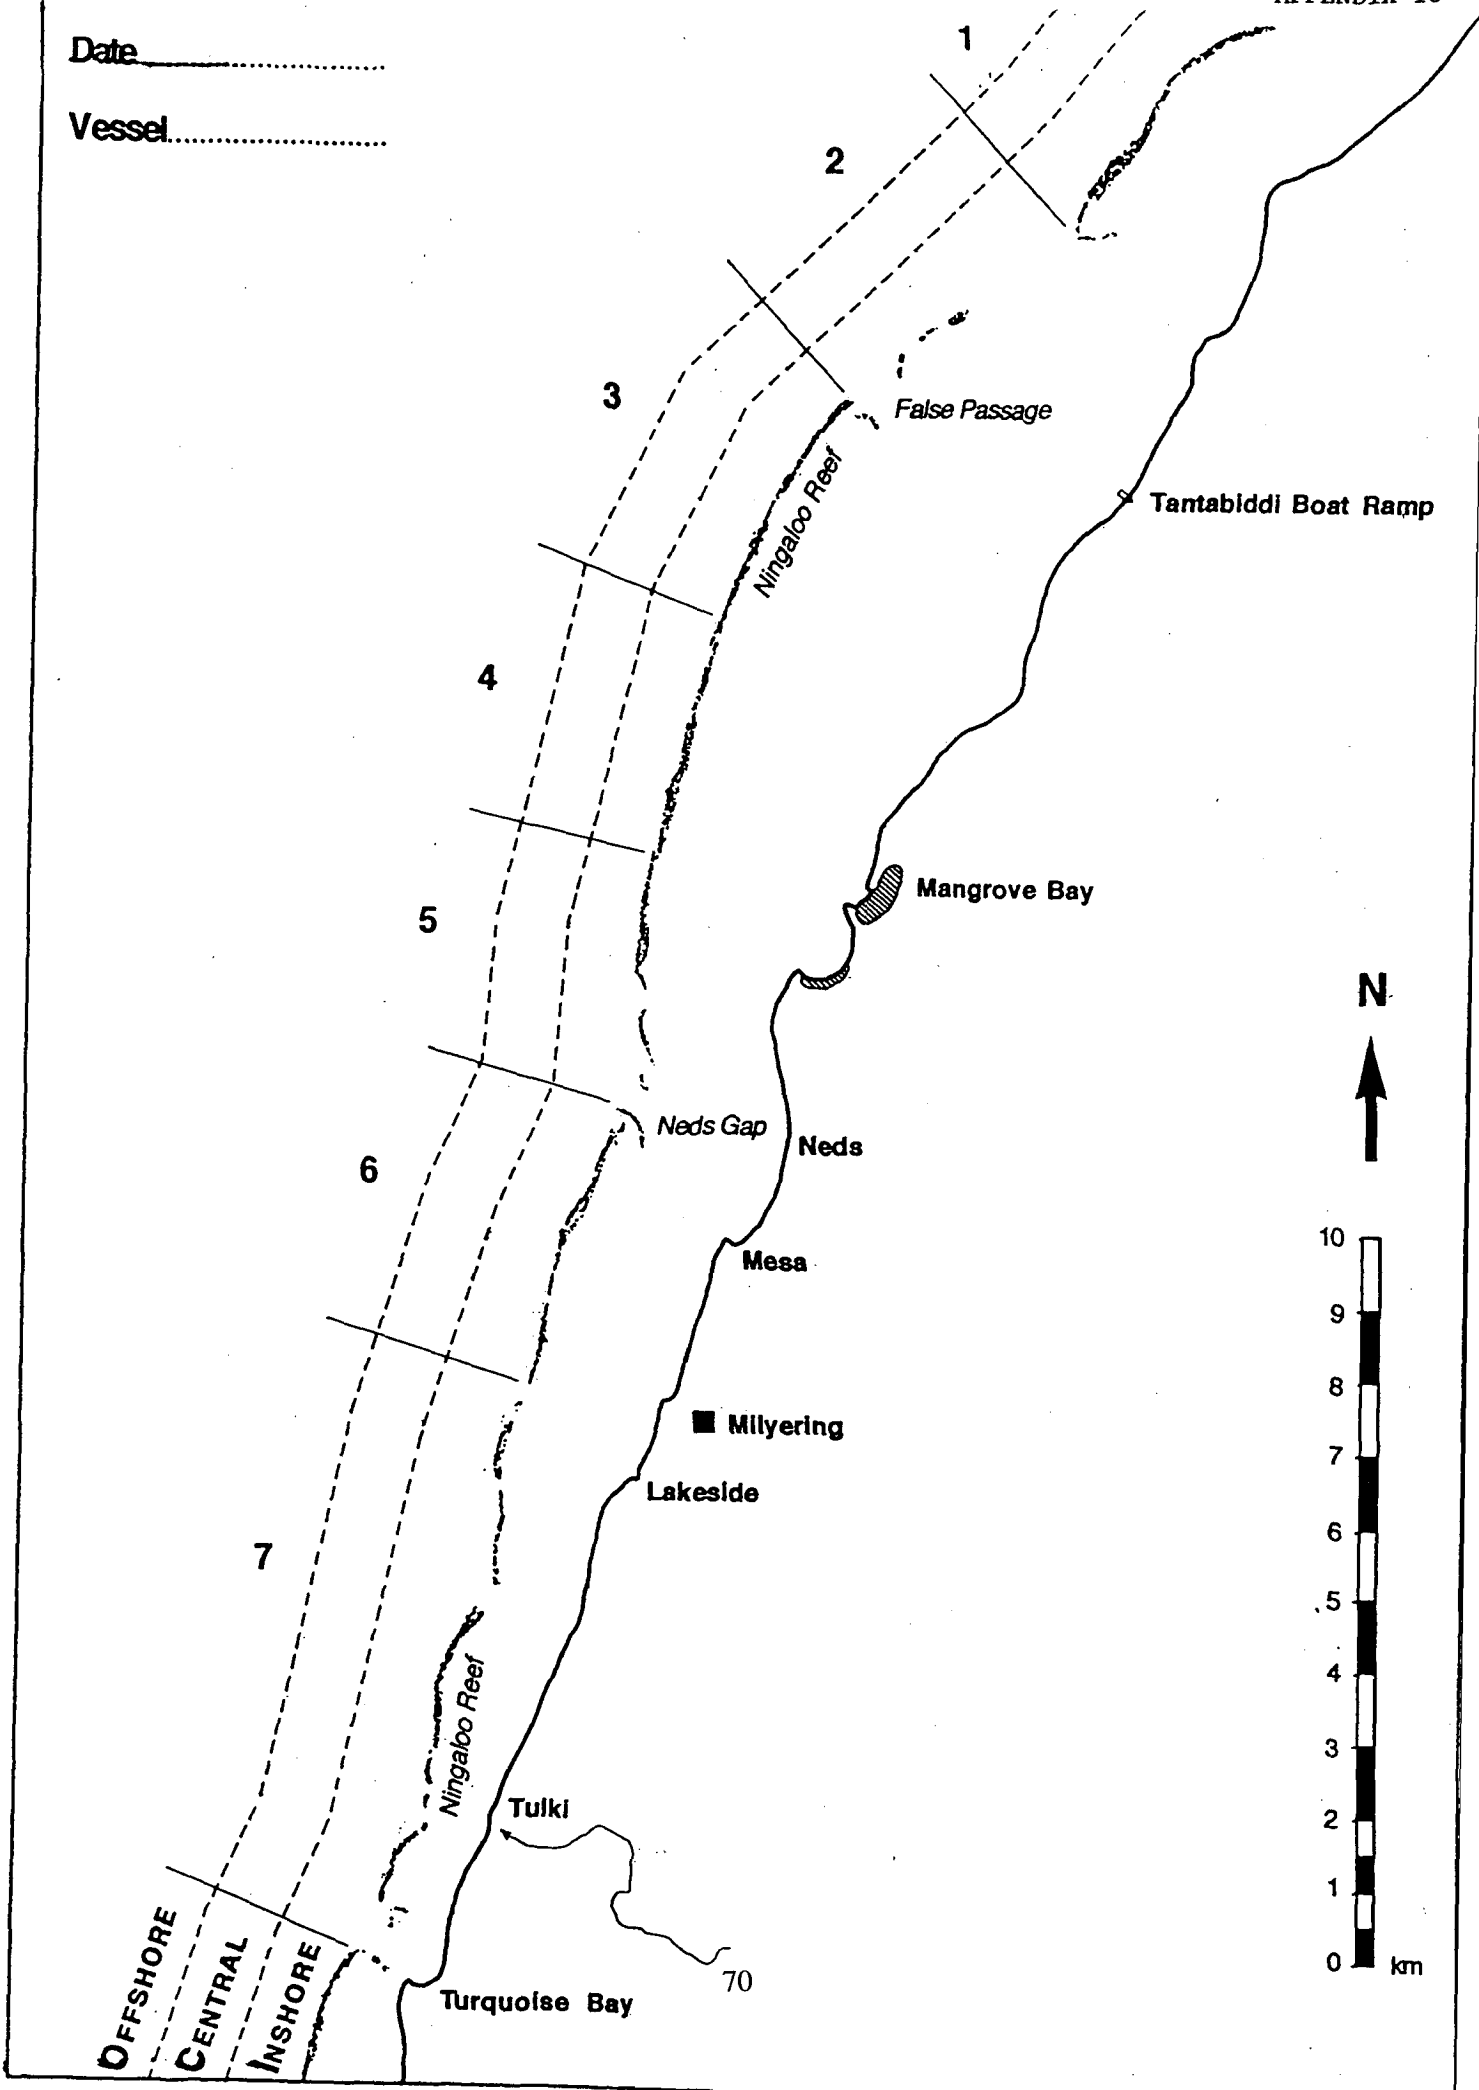 Date
Vessel
1
2
3
False Passage
Ningaloo Reef
Tantabiddi Boat Ramp
4
Mangrove Bay
5
N
Neds Gap
Neds
6
Mesa
10
9
8
7
6
5
4
3
2
1
0 km
Milyering
Lakeside
7
Ningaloo Reef
Tulki
OFFSHORE
CENTRAL
INSHORE
70
Turquoise Bay